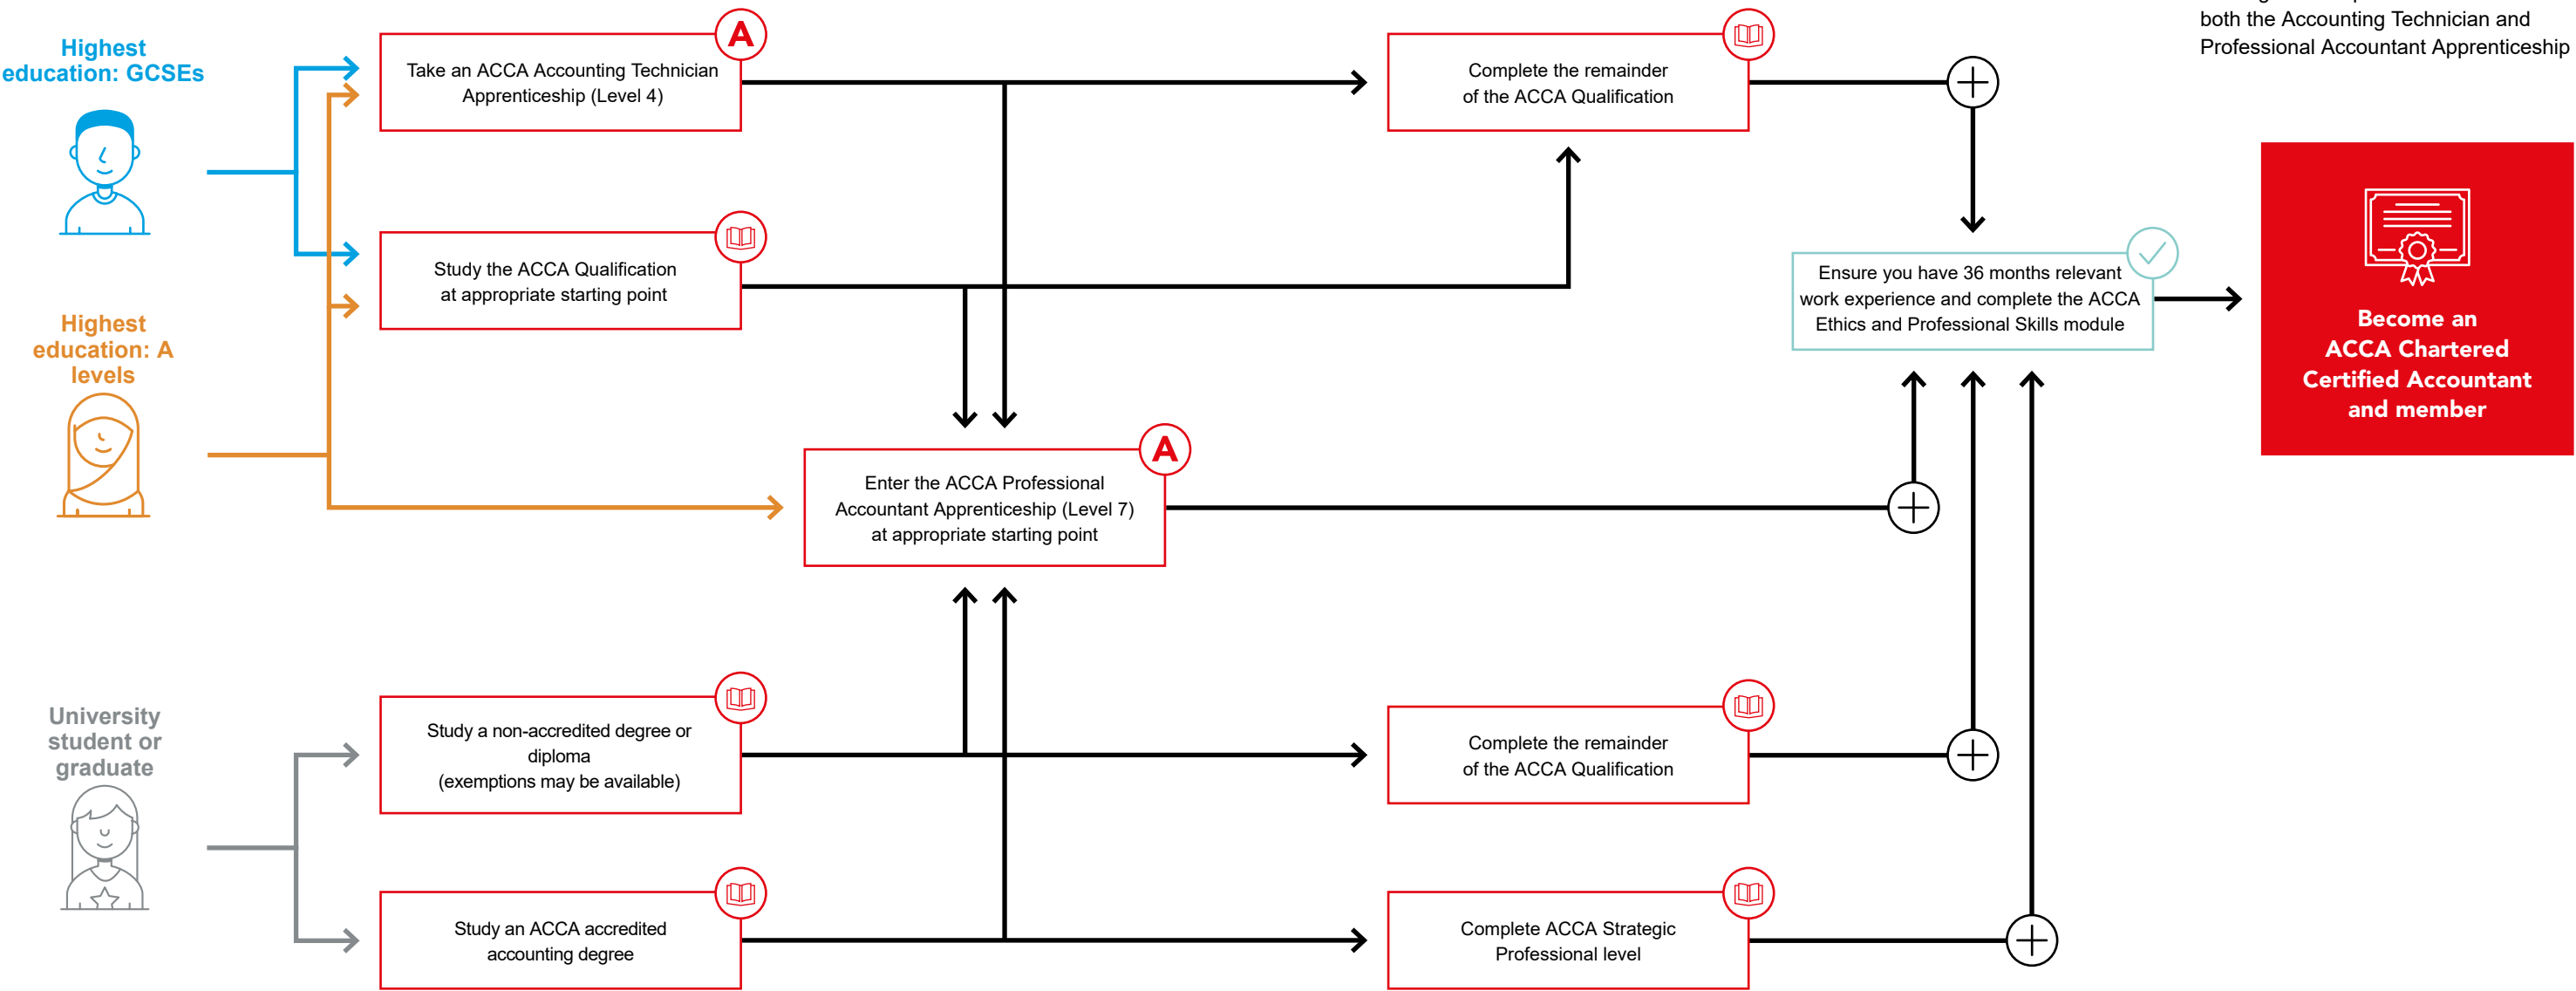 both the Accounting Technician and
Professional Accountant Apprenticeship
Highest
education: GCSEs
A
Take an ACCA Accounting Technician
Apprenticeship (Level 4)
Complete the remainder
of the ACCA Qualification
Study the ACCA Qualification
at appropriate starting point
Ensure you have 36 months relevant
work experience and complete the ACCA
Ethics and Professional Skills module
Become an
ACCA Chartered
Certified Accountant
and member
Highest
education: A
levels
A
Enter the ACCA Professional
Accountant Apprenticeship (Level 7)
at appropriate starting point
University
student or
graduate
Study a non-accredited degree or
diploma
(exemptions may be available)
Complete the remainder
of the ACCA Qualification
Study an ACCA accredited
accounting degree
Complete ACCA Strategic
Professional level